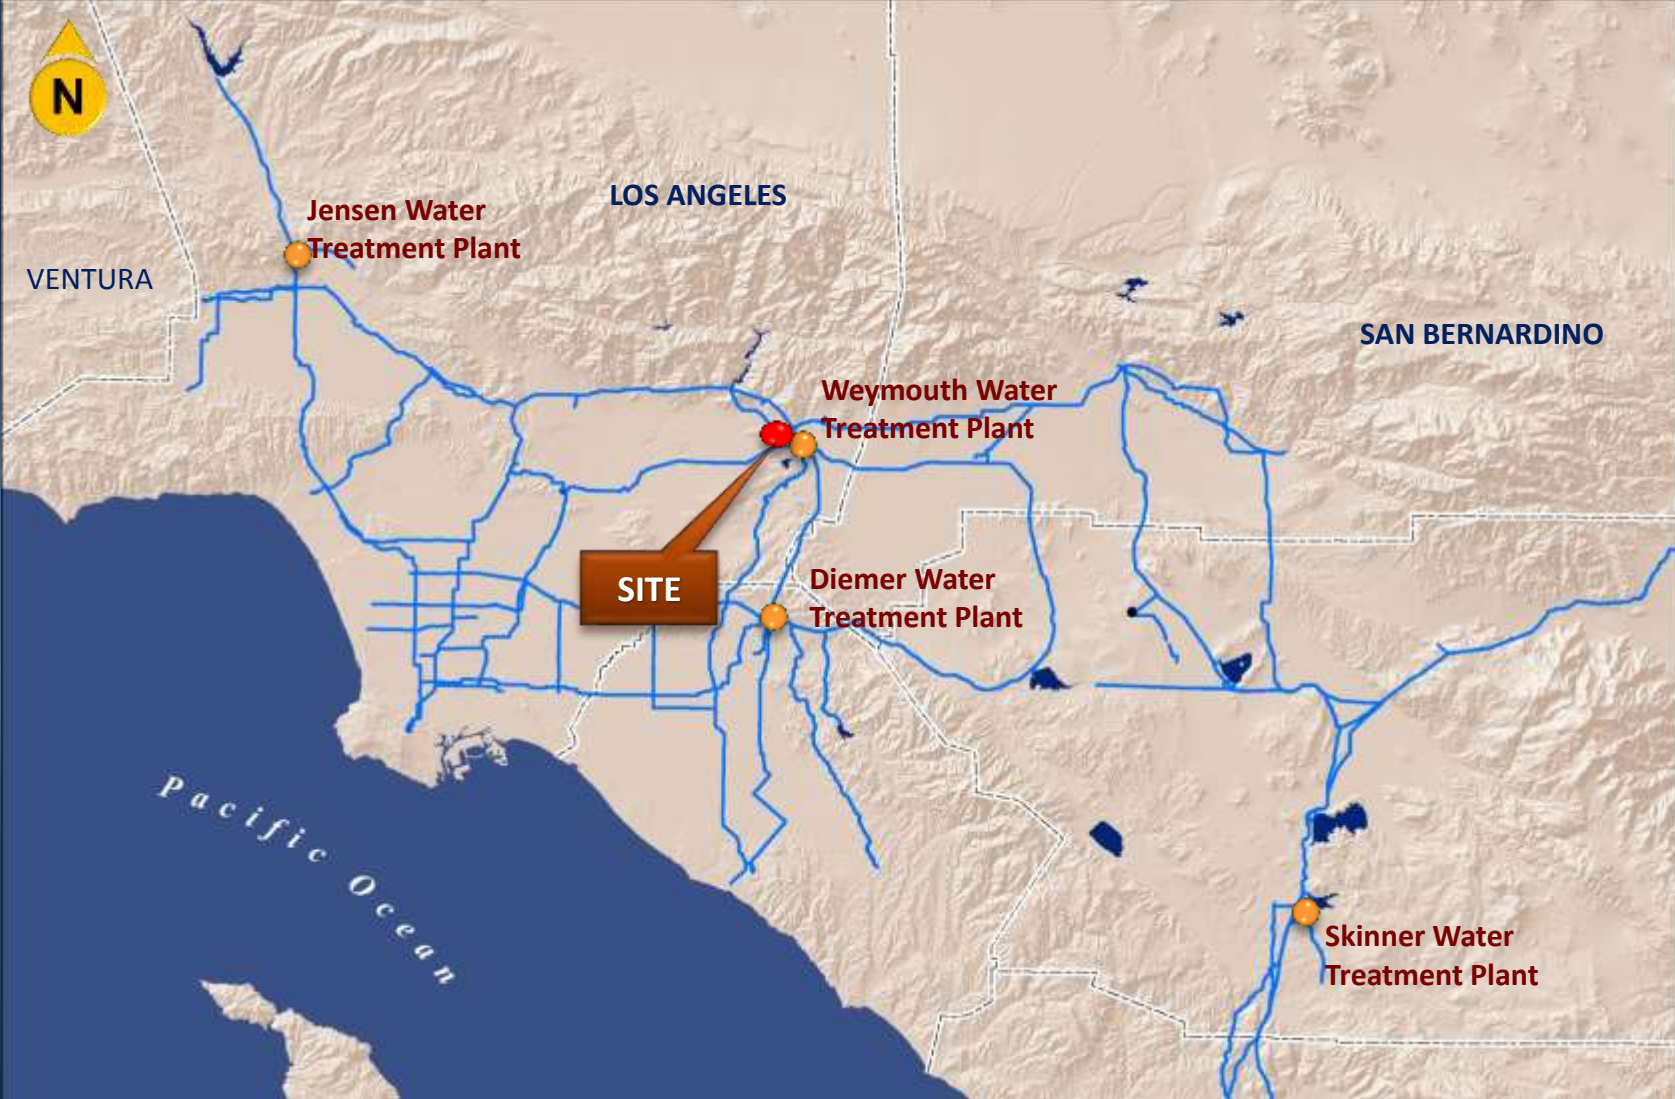 N
LOS ANGELES
Jensen Water
Treatment Plant
VENTURA
SAN BERNARDINO
Weymouth Water
Treatment Plant
SITE
Diemer Water
Treatment Plant
Pacific Ocean
Skinner Water
Treatment Plant